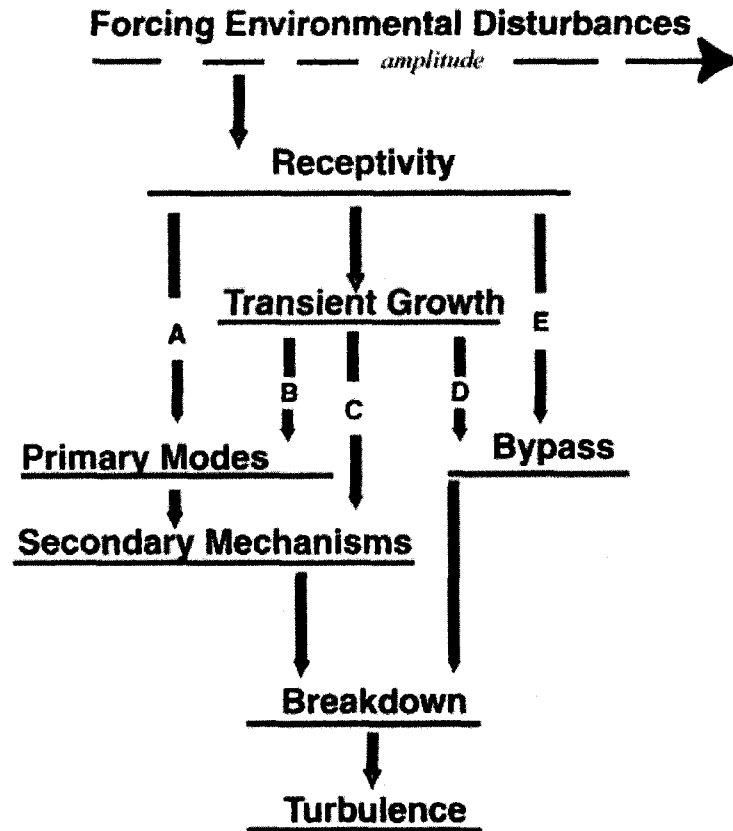 Forcing Environmental Disturbances
amplitude
Receptivity
Transient Growth
A
E
B
D
C
Bypass
Primary Modes
Secondary Mechanisms
Breakdown
Turbulence